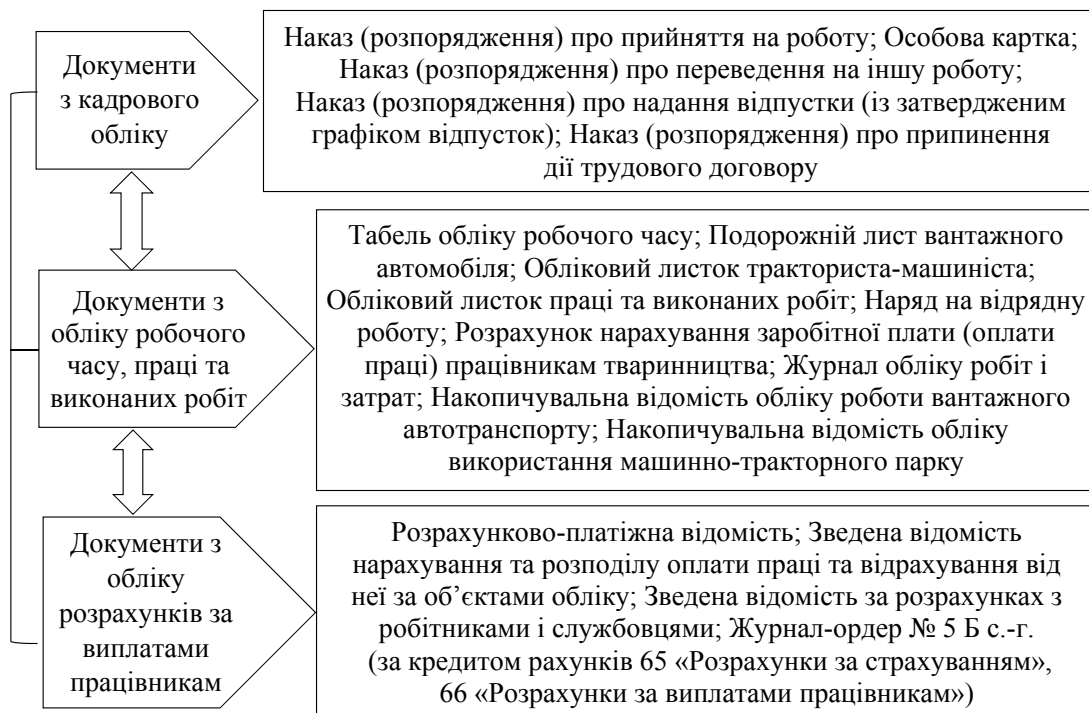 Документи
з кадрового
обліку
Наказ (розпорядження) про прийняття на роботу; Особова картка;
Наказ (розпорядження) про переведення на іншу роботу;
Наказ (розпорядження) про надання відпустки (із затвердженим
графіком відпусток); Наказ (розпорядження) про припинення
дії трудового договору
Документи з
обліку робочого
часу, праці та
виконаних робіт
Табель обліку робочого часу; Подорожній лист вантажного
автомобіля; Обліковий листок тракториста-машиніста;
Обліковий листок праці та виконаних робіт; Наряд на відрядну
роботу; Розрахунок нарахування заробітної плати (оплати
праці) працівникам тваринництва; Журнал обліку робіт і
затрат; Накопичувальна відомість обліку роботи вантажного
автотранспорту; Накопичувальна відомість обліку
використання машинно-тракторного парку
Документи з
обліку
розрахунків за
виплатами
працівникам
Розрахунково-платіжна відомість; Зведена відомість
нарахування та розподілу оплати праці та відрахування від
неї за об’єктами обліку; Зведена відомість за розрахунках з
робітниками і службовцями; Журнал-ордер № 5 Б с.-г.
(за кредитом рахунків 65 «Розрахунки за страхуванням»,
66 «Розрахунки за виплатами працівникам»)